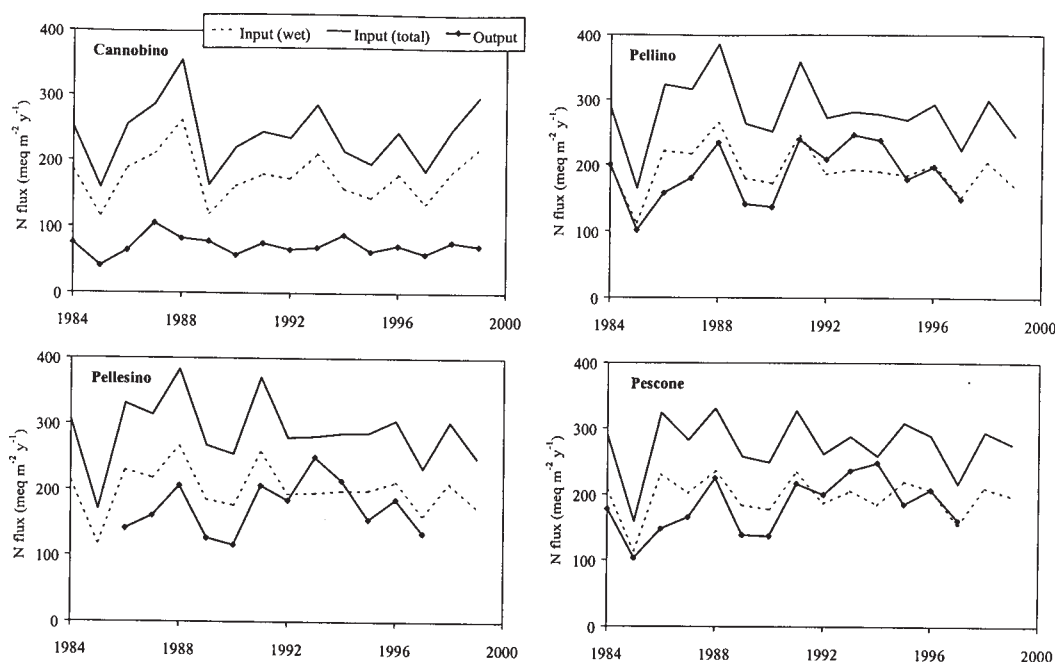 Input (wet) Input (total) Output
Cannobino
400
300
200
100
0
N flux (meq m⁻² y⁻¹)
1984 1988 1992 1996 2000
Pellino
400
300
200
100
0
N flux (meq m⁻² y⁻¹)
1984 1988 1992 1996 2000
Pellesino
400
300
200
100
0
N flux (meq m⁻² y⁻¹)
1984 1988 1992 1996 2000
Pescone
400
300
200
100
0
N flux (meq m⁻² y⁻¹)
1984 1988 1992 1996 2000